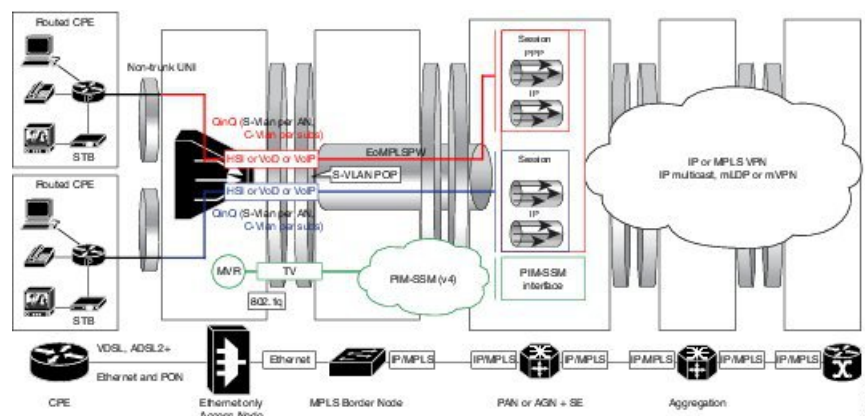 Routed CPE
IP
STB
Routed CPE
IP
STB
Non-trunk UNI
QinQ (S-Vlan per AN,
C-Vlan per subs)
HSI or VoD or VoIP
HSI or VoD or VoIP
QinQ (S-Vlan per AN,
C-Vlan per subs)
EoMPLSPW
S-VLAN POP
MVR
TV
802.1q
PIM-SSM (v4)
Session
PPP
IP
Session
IP
PIM-SSM
interface
IP or MPLS VPN
IP multicast, mLDP or mVPN
VDSL, ADSL2+
Ethernet and PON
Ethernet
IP/MPLS
IP/MPLS
IP/MPLS
IP/MPLS
IP/MPLS
IP/MPLS
CPE
Ethernet only
Access Node
MPLS Border Node
PAN or AGN + SE
Aggregation